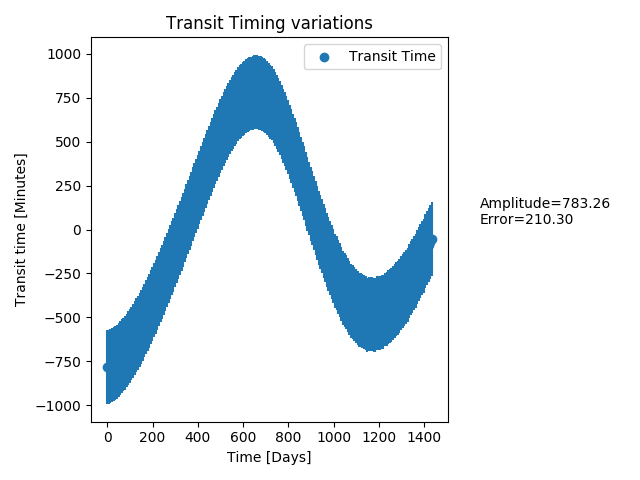 Transit Timing variations
Transit Time
1000
750
500
250
0
−250
−500
−750
−1000
Transit time [Minutes]
0 200 400 600 800 1000 1200 1400
Time [Days]
Amplitude=783.26
Error=210.30